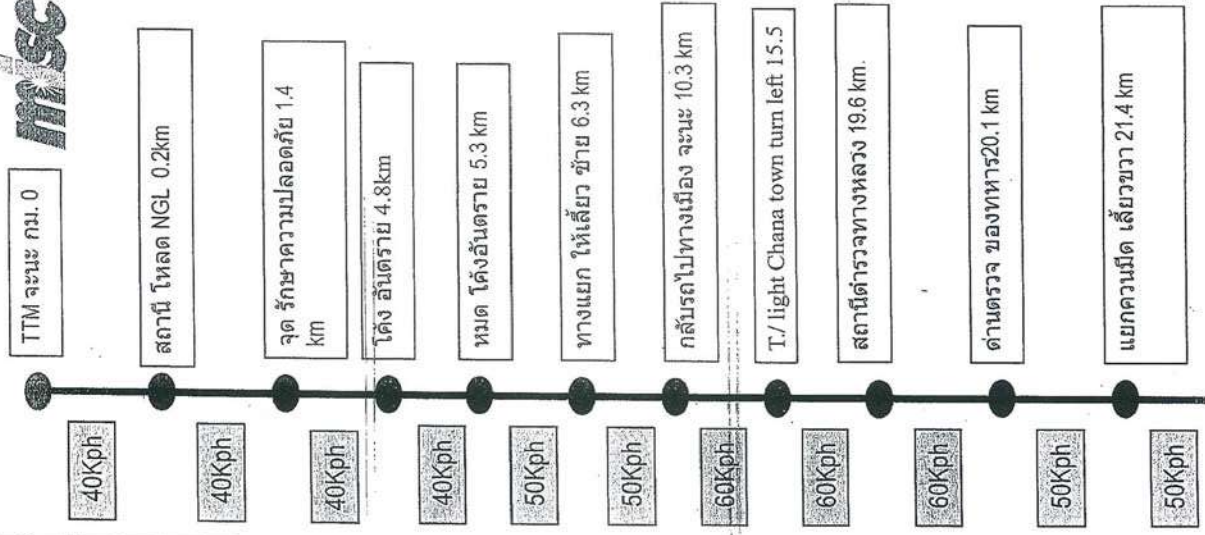 misc
TTM จะนะ กม. 0
40Kph
สถานี โหลด NGL 0.2km
40Kph
จุด รักษาความปลอดภัย 1.4
km
40Kph
โค้ง อันตราย 4.8km
40Kph
หมด โค้งอันตราย 5.3 km
50Kph
ทางแยก ให้เลี้ยว ซ้าย 6.3 km
50Kph
กลับรถไปทางเมือง จะนะ 10.3 km
60Kph
T./ light Chana town turn left 15.5
60Kph
สถานีตำรวจทางหลวง 19.6 km.
60Kph
ด่านตรวจ ของทหาร20.1 km
50Kph
แยกควนมีด เลี้ยวขวา 21.4 km
50Kph